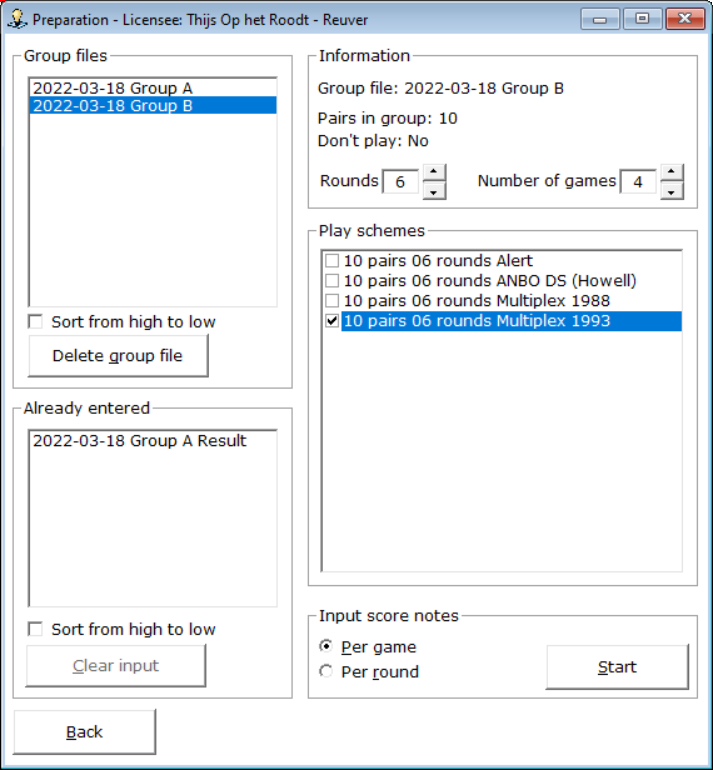 Preparation - Licensee: Thijs Op het Roodt - Reuver
Group files
2022-03-18 Group A
2022-03-18 Group B
Sort from high to low
Delete group file
Already entered
2022-03-18 Group A Result
Sort from high to low
Clear input
Back
Information
Group file: 2022-03-18 Group B
Pairs in group: 10
Don't play: No
Rounds 6 Number of games 4
Play schemes
10 pairs 06 rounds Alert
10 pairs 06 rounds ANBO DS (Howell)
10 pairs 06 rounds Multiplex 1988
10 pairs 06 rounds Multiplex 1993
Input score notes
Per game
Per round
Start